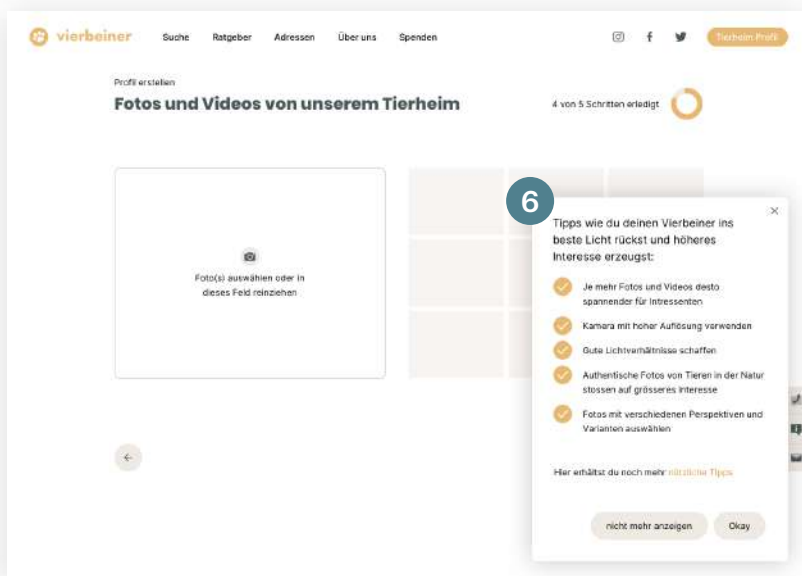 vierbeiner
Suche Ratgeber Adressen Über uns Spenden
Tierheim-Profil
Profil erstellen
Fotos und Videos von unserem Tierheim
4 von 5 Schritten erledigt
Foto(s) auswählen oder in
dieses Feld reinziehen
6
Tipps wie du deinen Vierbeiner ins
beste Licht rückst und höheres
Interesse erzeugst:
Je mehr Fotos und Videos desto
spannender für Intressenten
Kamera mit hoher Auflösung verwenden
Gute Lichtverhältnisse schaffen
Authentische Fotos von Tieren in der Natur
stossen auf grösseres Interesse
Fotos mit verschiedenen Perspektiven und
Varianten auswählen
Hier erhältst du noch mehr nützliche Tipps
nicht mehr anzeigen Okay